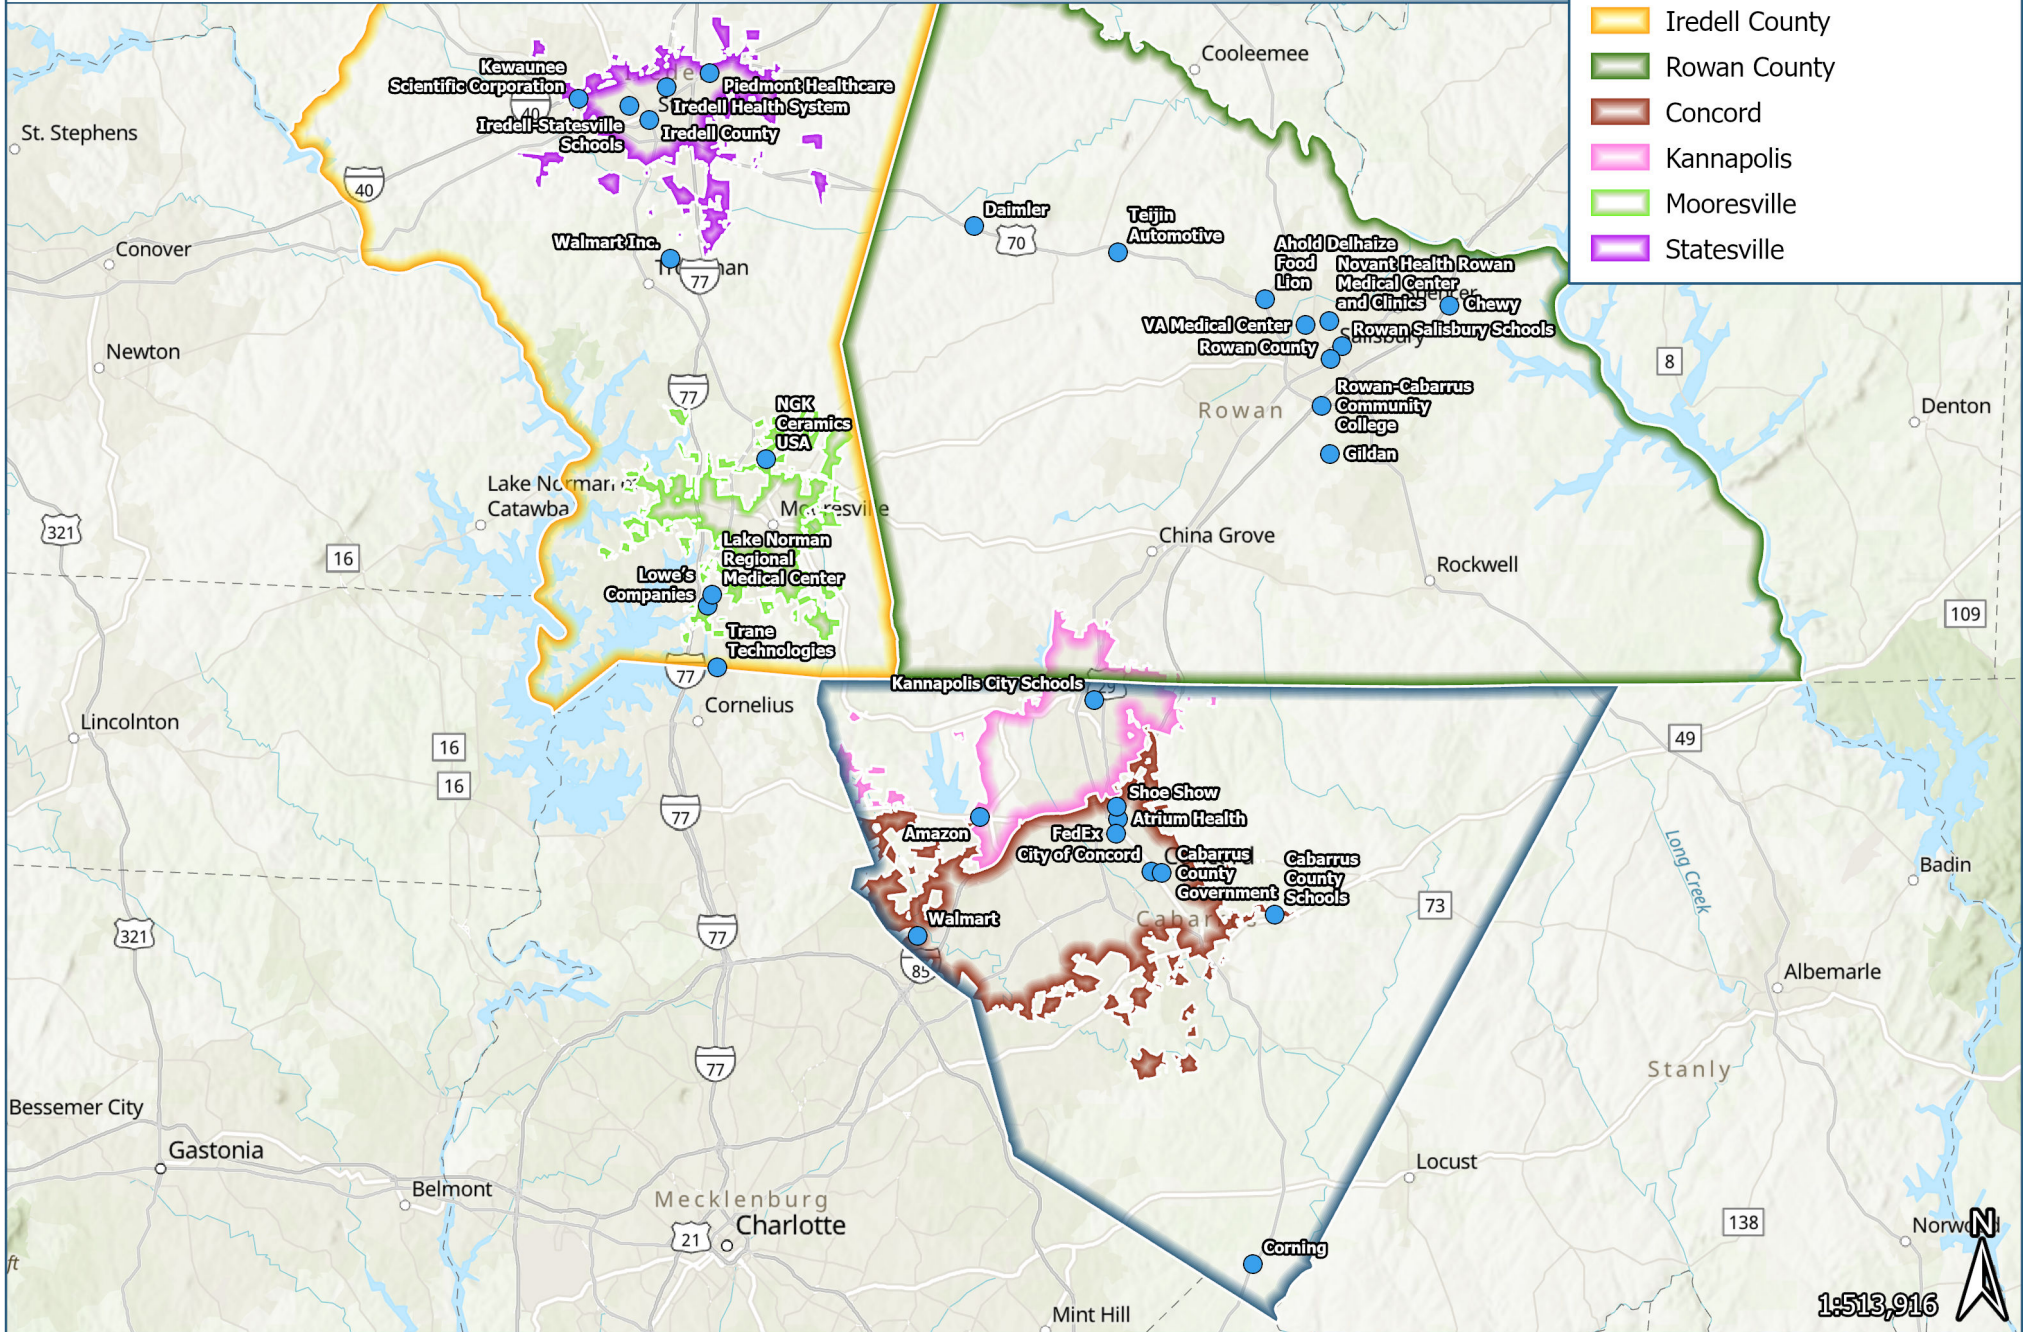 Iredell County
Rowan County
Concord
Kannapolis
Mooresville
Statesville
Cooleemee
Kewaunee
Scientific Corporation
Piedmont Healthcare
Iredell Health System
Iredell-Statesville
Schools
Iredell County
40
St. Stephens
40
Conover
Walmart Inc.
77
Daimler
70
Teijin
Automotive
Ahold Delhaize
Food
Lion
Novant Health Rowan
Medical Center
and Clinics
Chewy
VA Medical Center
Rowan Salisbury Schools
Salisbury
Rowan County
Newton
8
77
NGK
Ceramics
USA
Rowan
Rowan-Cabarrus
Community
College
Denton
Gildan
Lake Norman of
Catawba
Mooresville
321
16
China Grove
Rockwell
Lake Norman
Regional
Medical Center
Lowe's
Companies
109
Trane
Technologies
77
Cornelius
Kannapolis City Schools
29
Lincolnton
16
16
49
77
Shoe Show
Amazon
FedEx
Atrium Health
City of Concord
Cabarrus
County
Government
Cabarrus
County
Schools
Long Creek
Badin
73
Walmart
Cabarrus
321
77
85
Albemarle
77
Stanly
Bessemer City
Gastonia
Belmont
Locust
Mecklenburg
Charlotte
21
138
Norwood
N
Corning
ft
Mint Hill
1:513,916